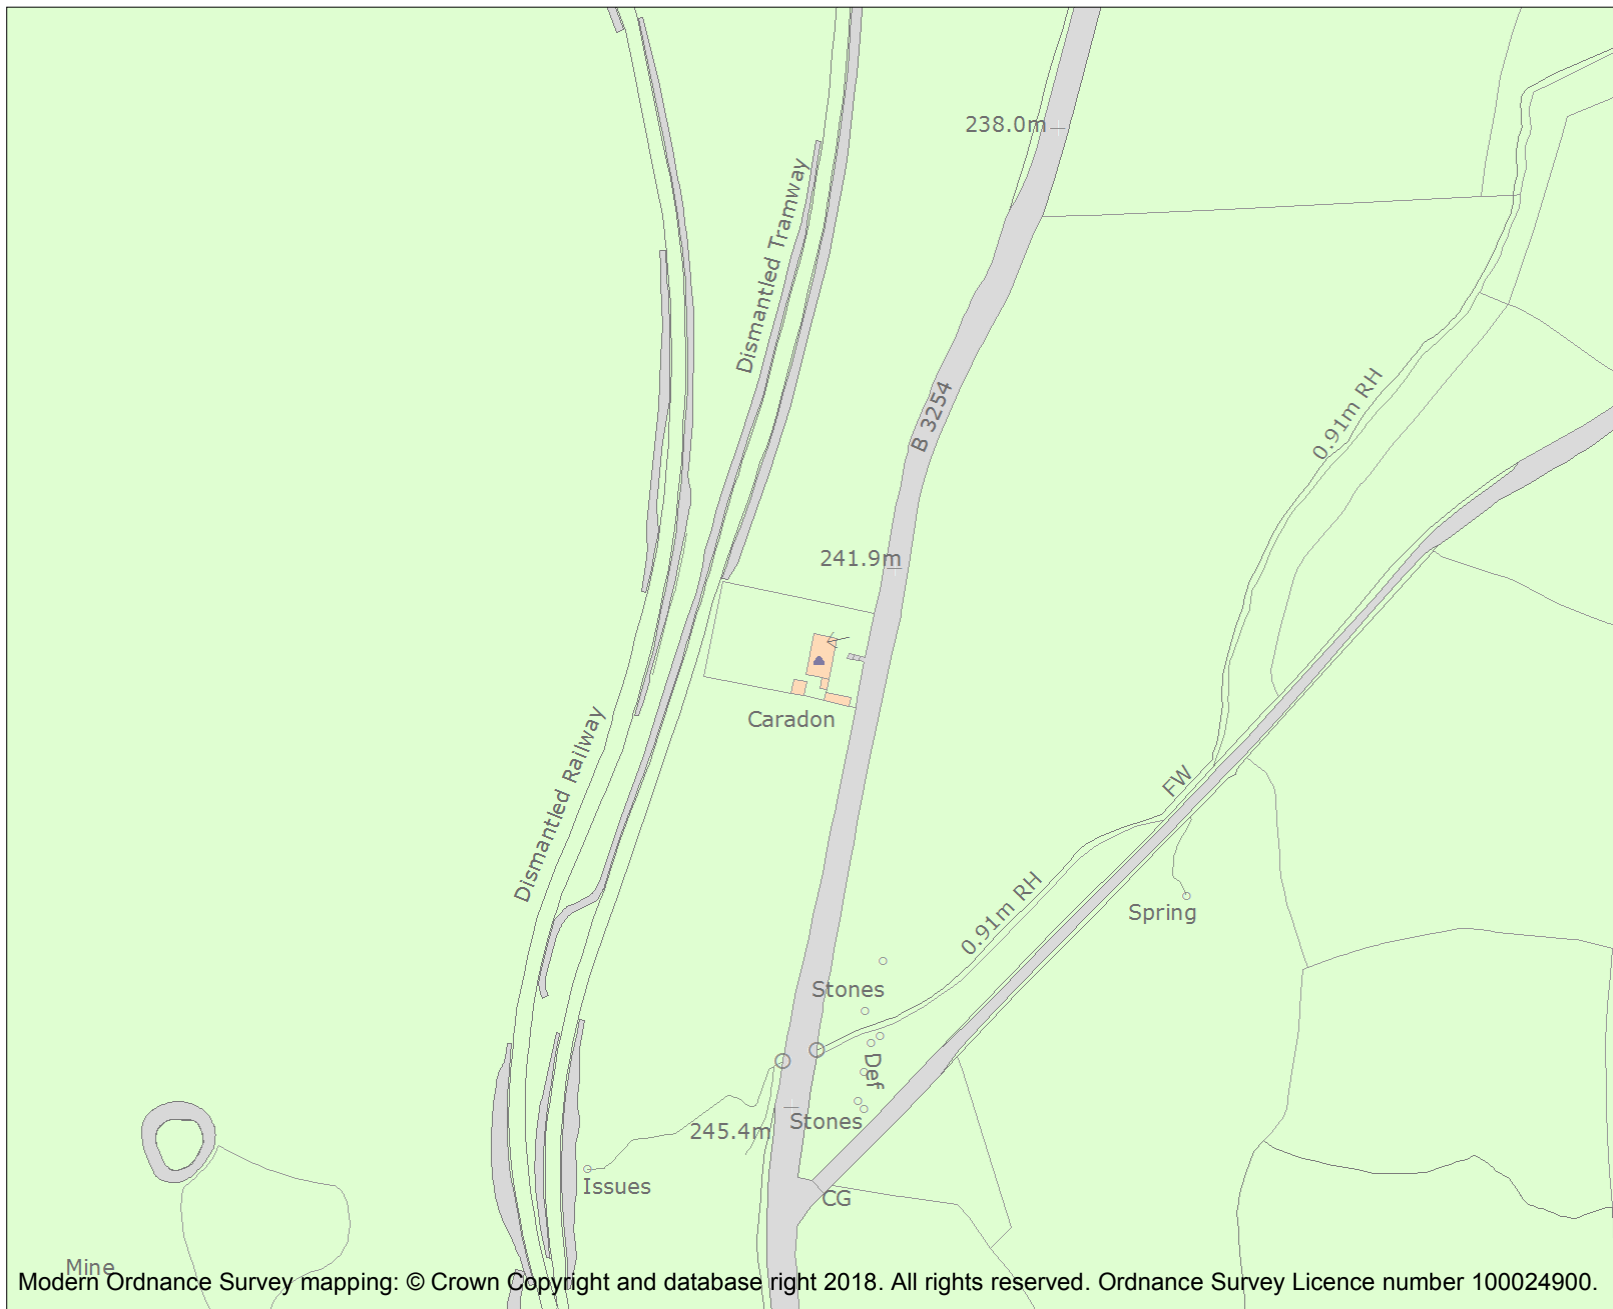 238.0m
Dismantled Tramway
B 3254
0.91m RH
241.9m
Caradon
Dismantled Railway
FW
0.91m RH
Spring
Stones
Def
Stones
245.4m
Issues
CG
Mine
Modern Ordnance Survey mapping: © Crown Copyright and database right 2018. All rights reserved. Ordnance Survey Licence number 100024900.